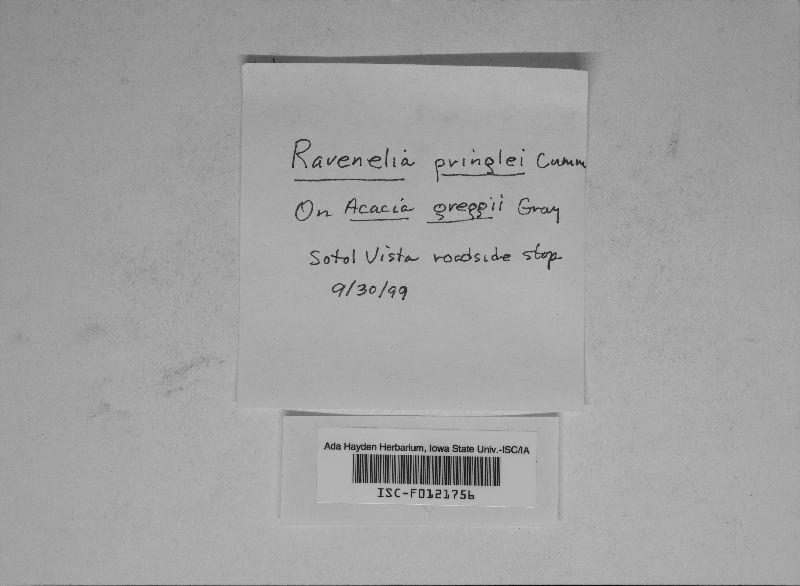 Ravenelia pringlei Cumm
On Acacia greggii Gray
Sotol Vista roadside stop
9/30/99
Ada Hayden Herbarium, Iowa State Univ.-ISC/IA
ISC-F0121756